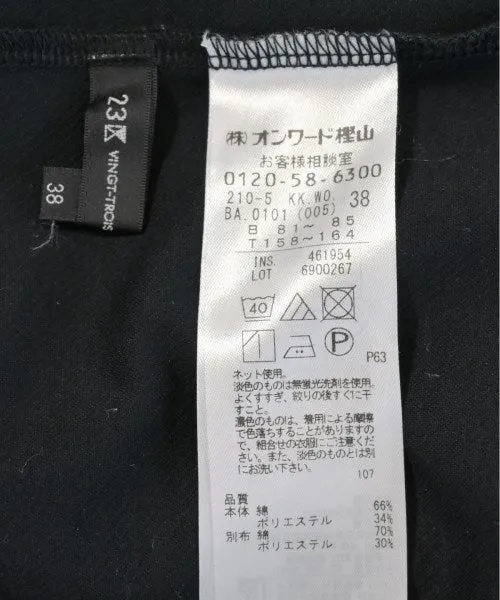 23K
VINGT-TROIS
38
(株)オンワード樫山
お客様相談室
0120-58-6300
210-5 KK.WO. 38
BA.0101 (005)
B 81~ 85
T 158~164
INS. 461954
LOT 6900267
40
P
P63
ネット使用。
淡色のものは無蛍光洗剤を使用。
よくすすぎ、絞りの後すぐに干
すこと。
濃色のものは、着用による摩擦
で色落ちすることがありますの
で、組合せの衣服にご注意くだ
さい。また、淡色のものとは別
にお洗い下さい。
107
品質
本体 綿 66%
ポリエステル 34%
別布 綿 70%
ポリエステル 30%